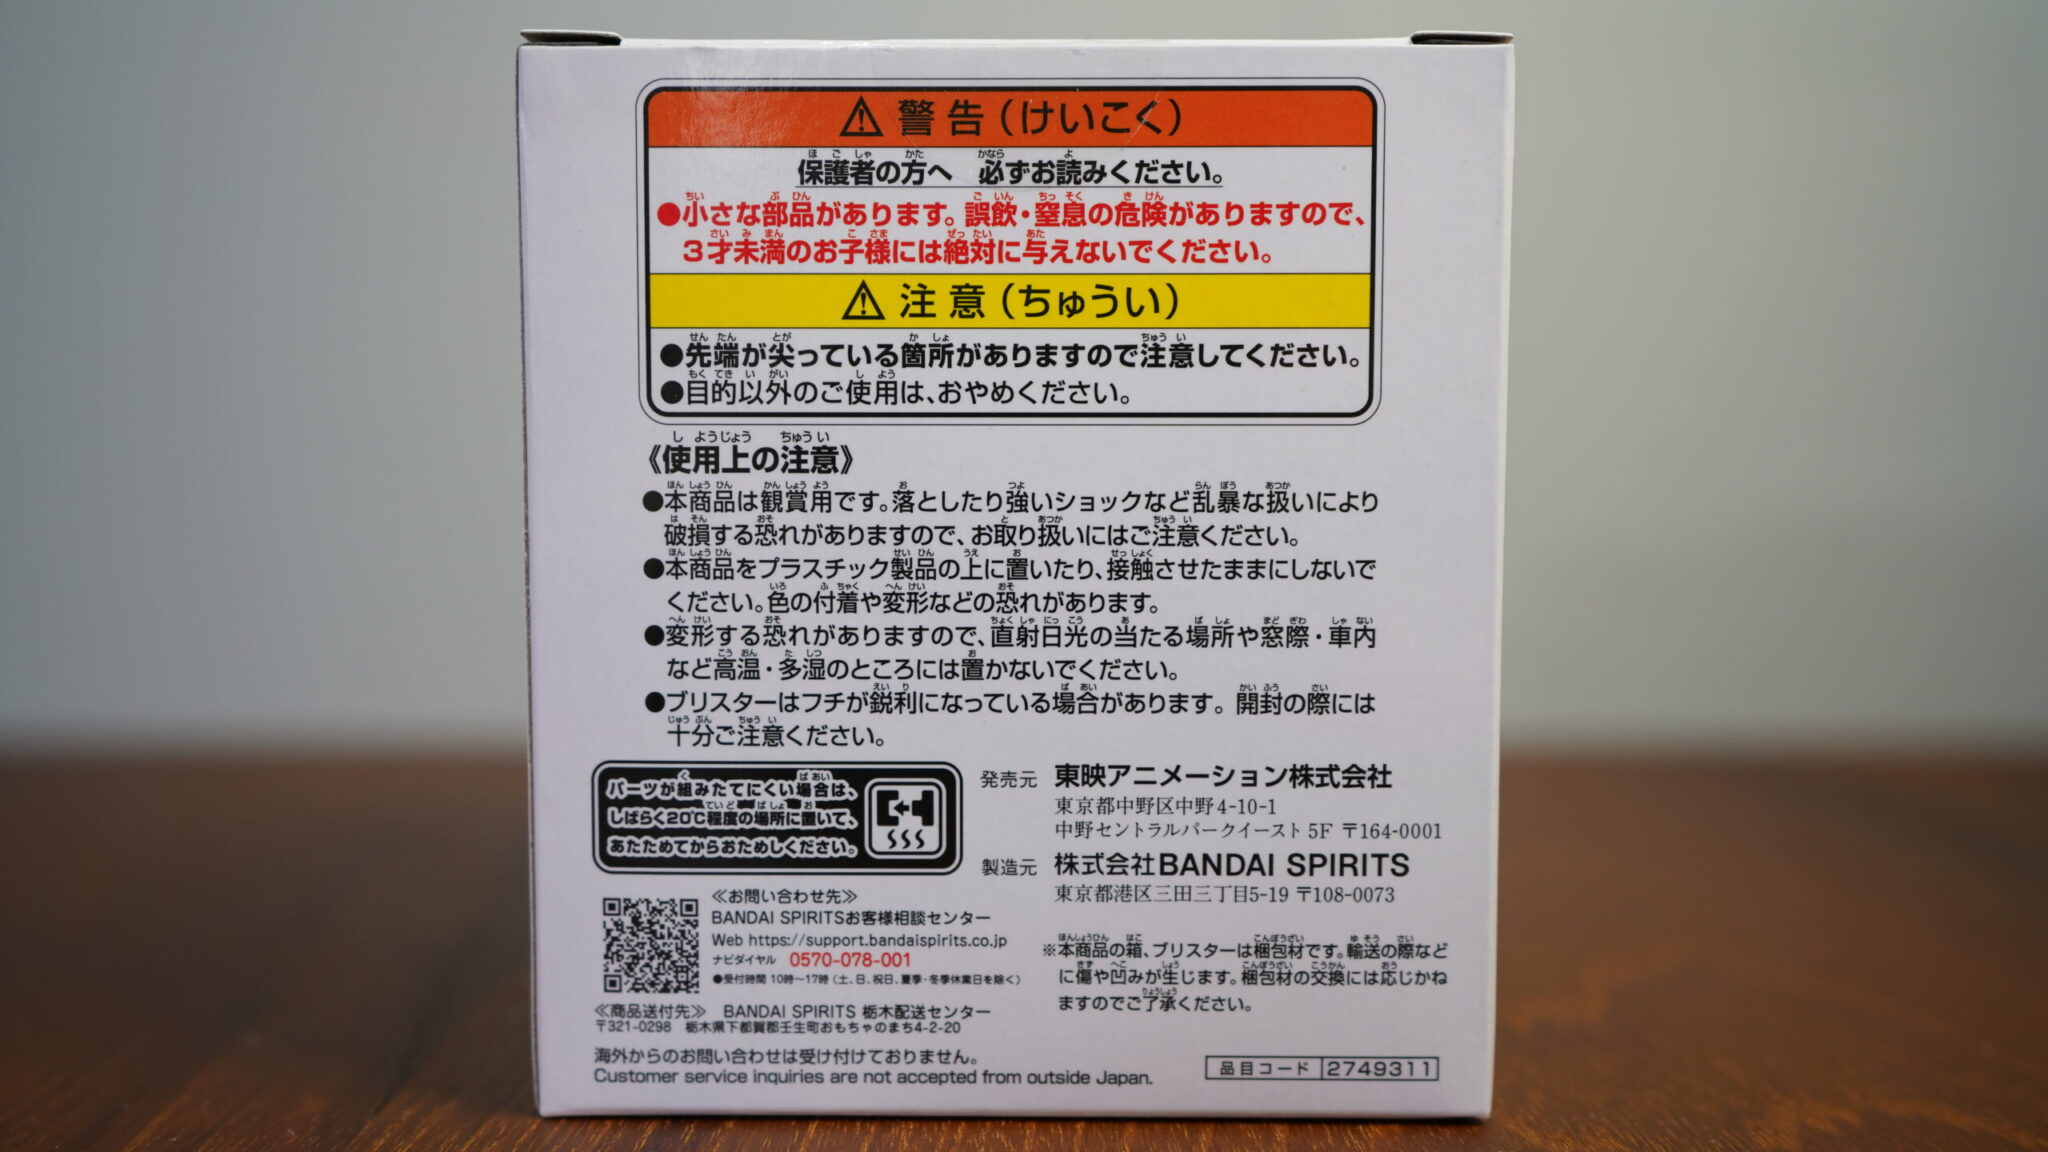 ⚠警告(けいこく)
保護者の方へ 必ずお読みください。
●小さな部品があります。誤飲・窒息の危険がありますので、
3才未満のお子様には絶対に与えないでください。
⚠注意(ちゅうい)
●先端が尖っている箇所がありますので注意してください。
●目的以外のご使用は、おやめください。
《使用上の注意》
●本商品は観賞用です。落としたり強いショックなど乱暴な扱いにより
破損する恐れがありますので、お取り扱いにはご注意ください。
●本商品をプラスチック製品の上に置いたり、接触させたままにしないで
ください。色の付着や変形などの恐れがあります。
●変形する恐れがありますので、直射日光の当たる場所や窓際・車内
など高温・多湿のところには置かないでください。
●ブリスターはフチが鋭利になっている場合があります。開封の際には
十分ご注意ください。
パーツが組みたてにくい場合は、
しばらく20℃程度の場所に置いて、
あたためてからおためしください。
発売元 東映アニメーション株式会社
東京都中野区中野4-10-1
中野セントラルパークイースト5F 〒164-0001
製造元 株式会社BANDAI SPIRITS
東京都港区三田三丁目5-19 〒108-0073
≪お問い合わせ先≫
BANDAI SPIRITSお客様相談センター
Web https://support.bandaispirits.co.jp
ナビダイヤル 0570-078-001
●受付時間 10時~17時(土、日、祝日、夏季・冬季休業日を除く)
≪商品送付先≫ BANDAI SPIRITS 栃木配送センター
〒321-0298 栃木県下都賀郡壬生町おもちゃのまち4-2-20
※本商品の箱、ブリスターは梱包材です。輸送の際など
に傷や凹みが生じます。梱包材の交換には応じかね
ますのでご了承ください。
海外からのお問い合わせは受け付けておりません。
Customer service inquiries are not accepted from outside Japan.
品目コード 2749311